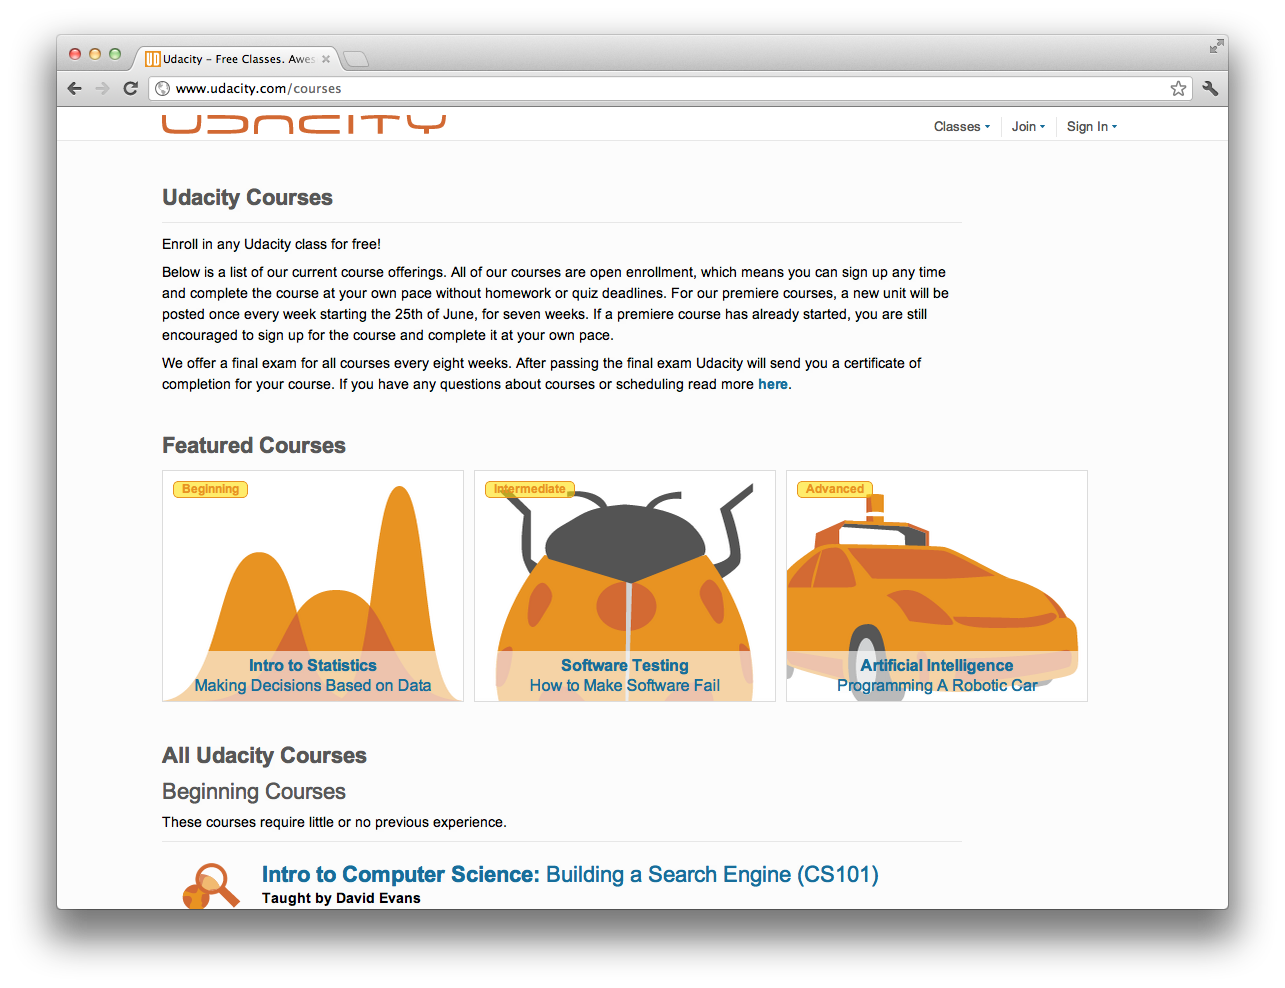 Udacity – Free Classes. Awes
www.udacity.com/courses
UDACITY
Classes
Join
Sign In
Udacity Courses
Enroll in any Udacity class for free!
Below is a list of our current course offerings. All of our courses are open enrollment, which means you can sign up any time
and complete the course at your own pace without homework or quiz deadlines. For our premiere courses, a new unit will be
posted once every week starting the 25th of June, for seven weeks. If a premiere course has already started, you are still
encouraged to sign up for the course and complete it at your own pace.
We offer a final exam for all courses every eight weeks. After passing the final exam Udacity will send you a certificate of
completion for your course. If you have any questions about courses or scheduling read more here.
Featured Courses
Beginning
Intro to Statistics
Making Decisions Based on Data
Intermediate
Software Testing
How to Make Software Fail
Advanced
Artificial Intelligence
Programming A Robotic Car
All Udacity Courses
Beginning Courses
These courses require little or no previous experience.
Intro to Computer Science: Building a Search Engine (CS101)
Taught by David Evans